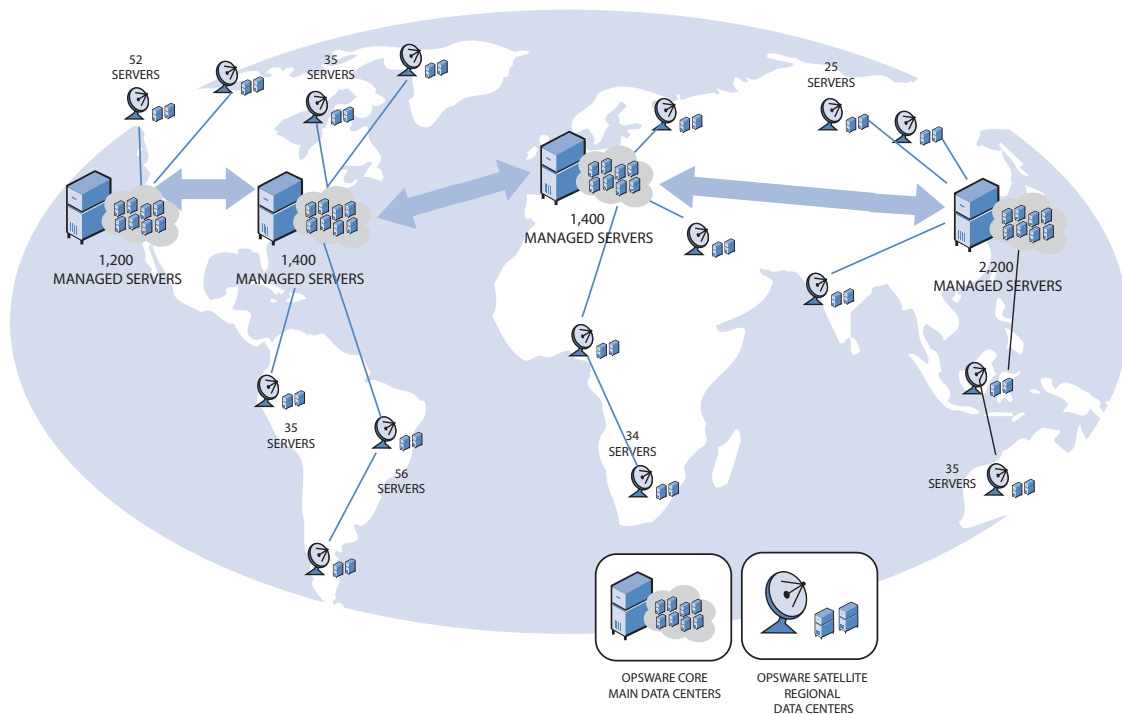 52
SERVERS
35
SERVERS
25
SERVERS
1,200
MANAGED SERVERS
1,400
MANAGED SERVERS
1,400
MANAGED SERVERS
2,200
MANAGED SERVERS
35
SERVERS
56
SERVERS
34
SERVERS
35
SERVERS
OPSWARE CORE
MAIN DATA CENTERS
OPSWARE SATELLITE
REGIONAL
DATA CENTERS